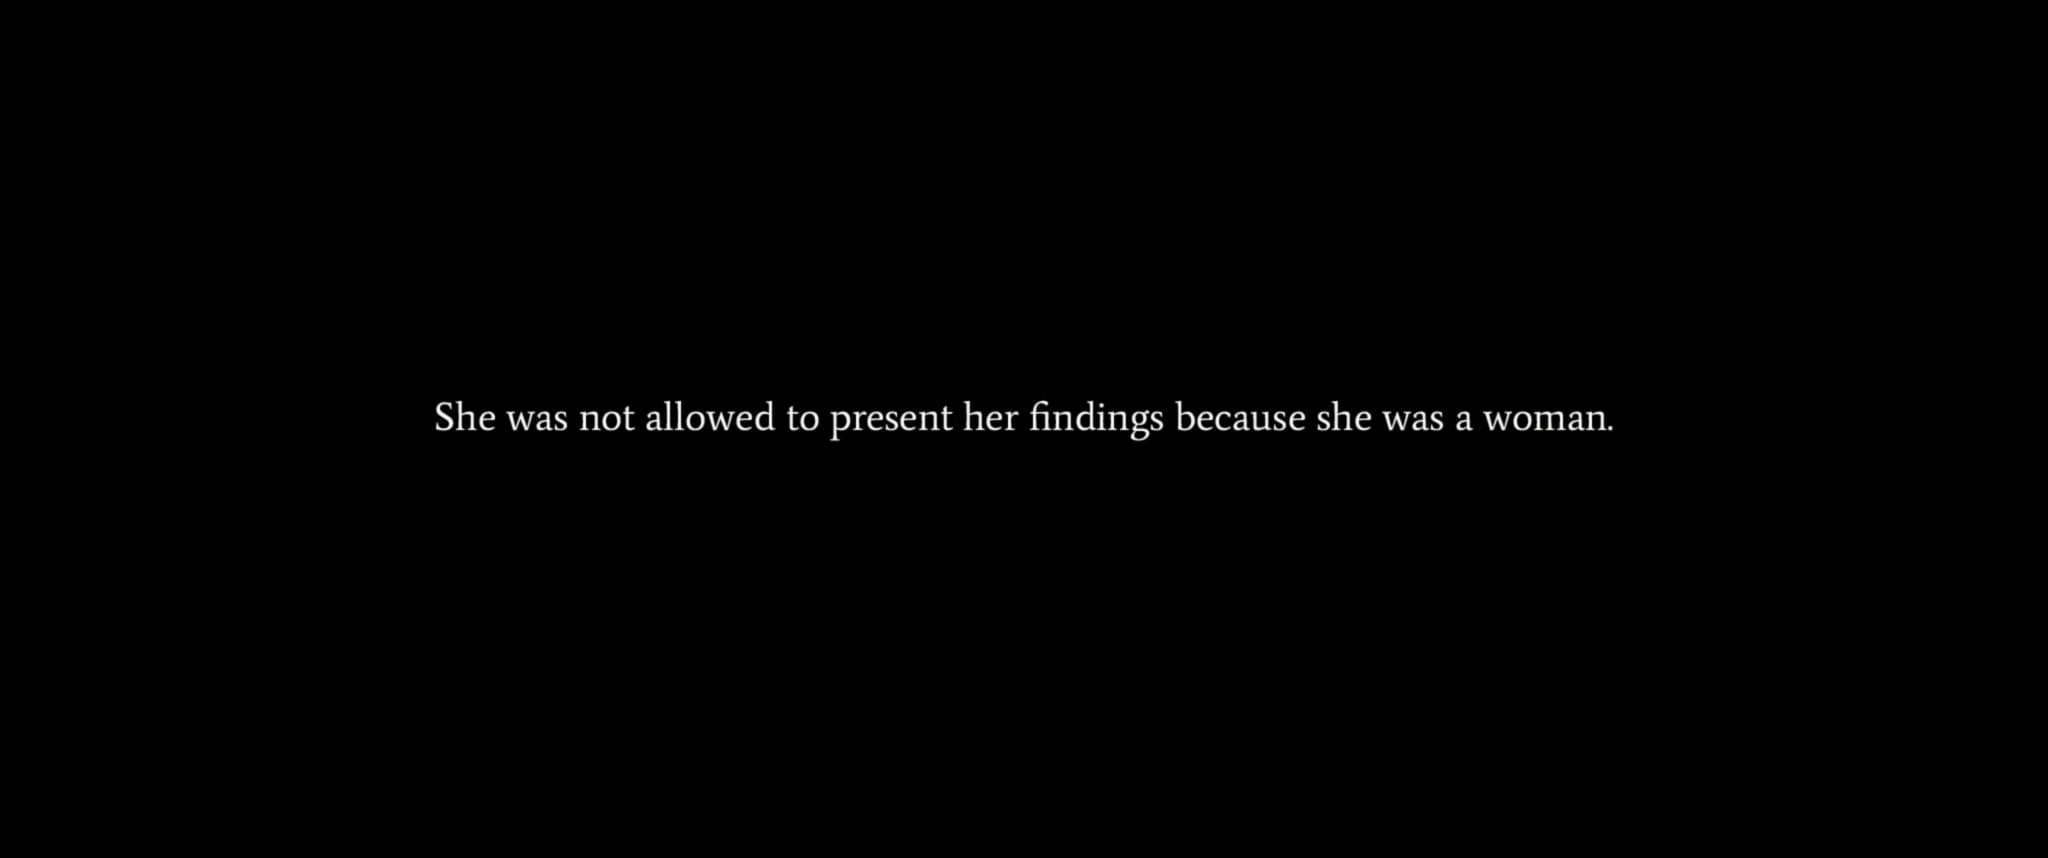 She was not allowed to present her findings because she was a woman.